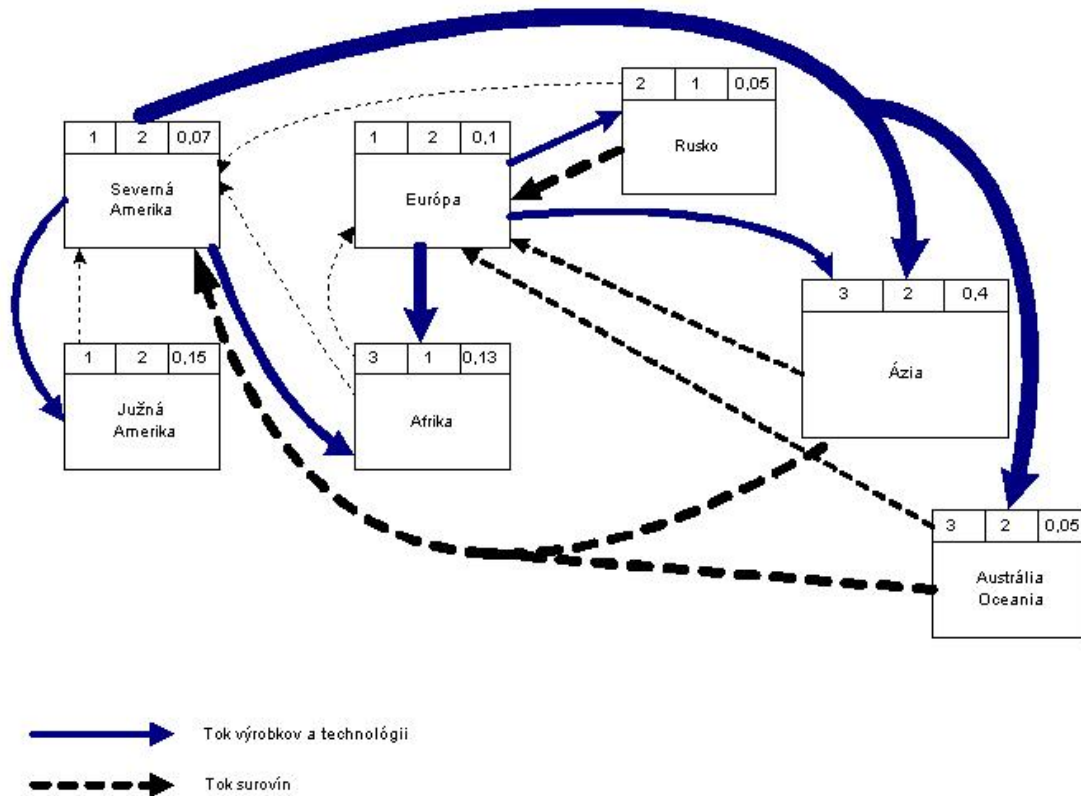 2 1 0,05
Rusko
1 2 0,07
Severná
Amerika
1 2 0,1
Európa
3 2 0,4
Ázia
1 2 0,15
Južná
Amerika
3 1 0,13
Afrika
3 2 0,05
Austrália
Oceania
Tok výrobkov a technológii
Tok surovín